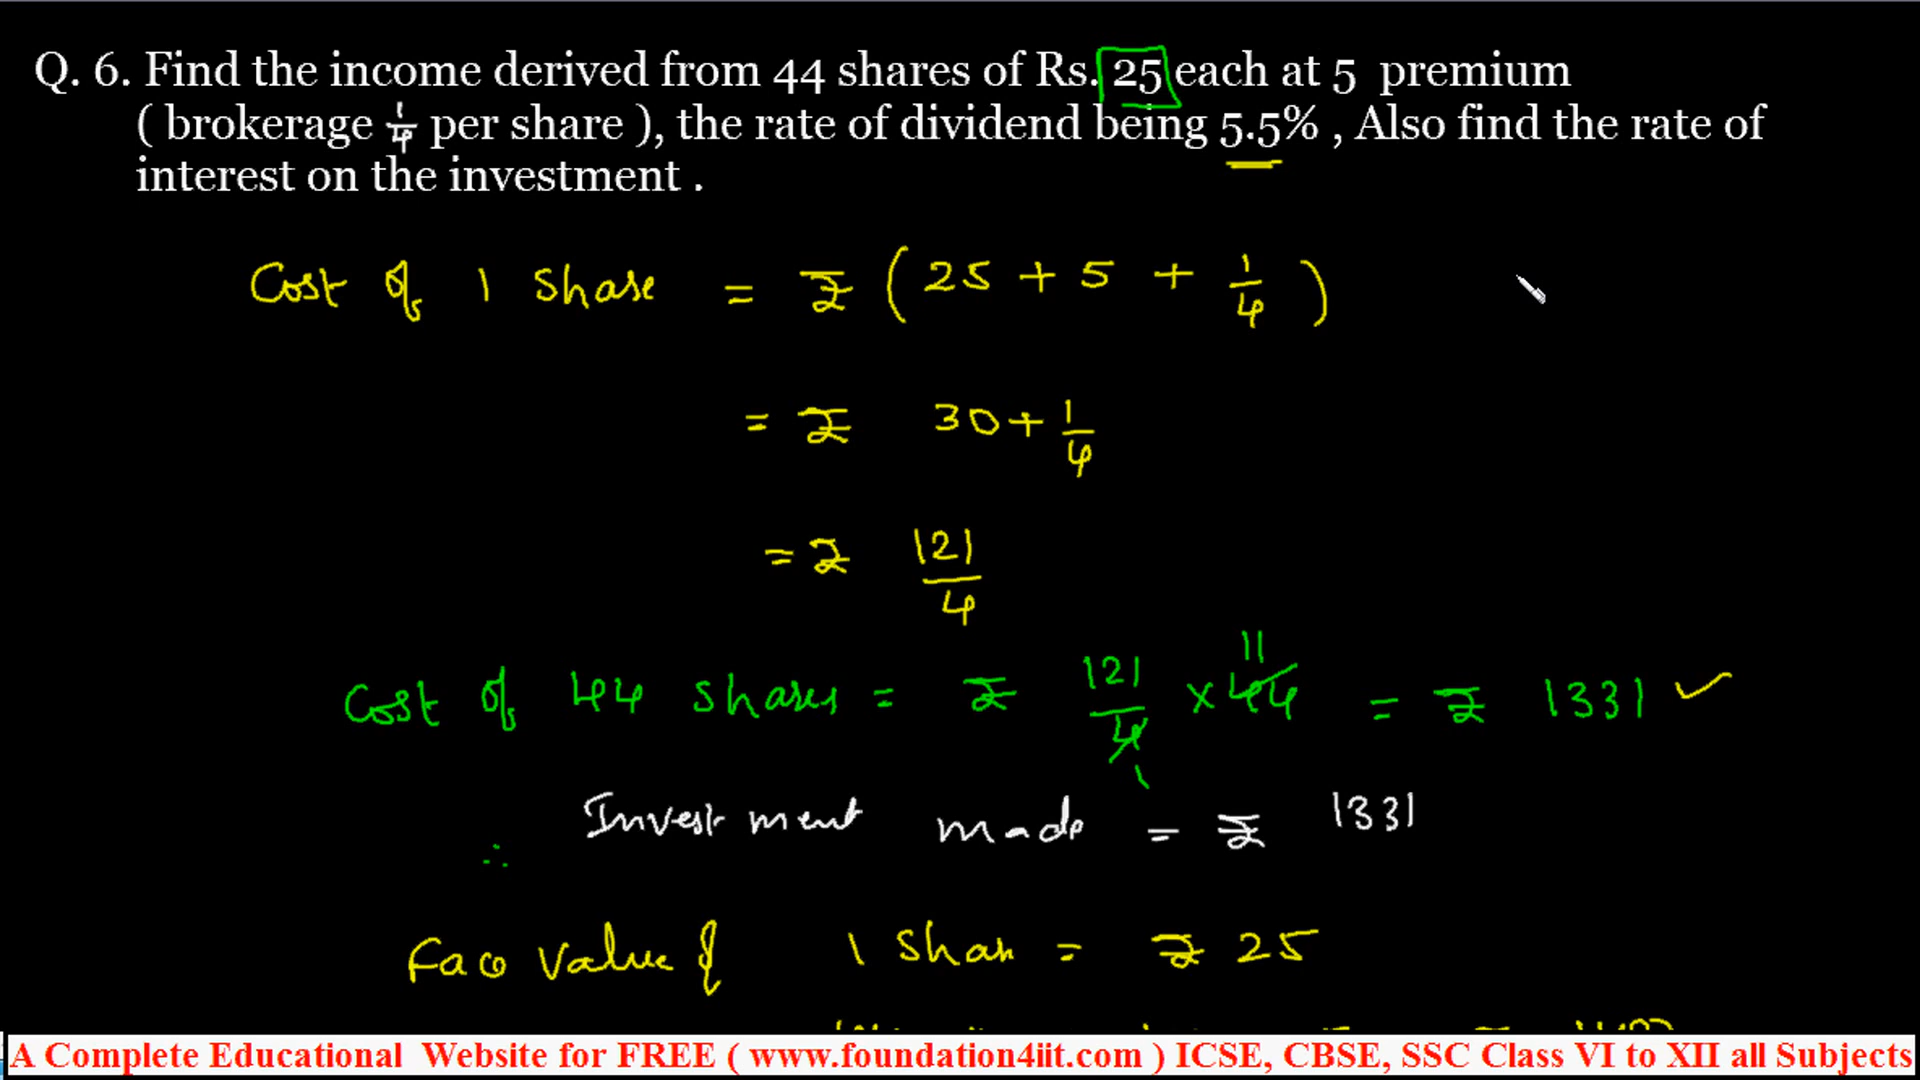 Q. 6. Find the income derived from 44 shares of Rs. 25 each at 5 premium
( brokerage 1/4 per share ), the rate of dividend being 5.5% , Also find the rate of
interest on the investment .
Cost of 1 share = ₹ ( 25 + 5 + 1/4 )
= ₹ 30 + 1/4
= ₹ 121/4
11
Cost of 44 shares = ₹ 121/4 × 44 = ₹ 1331 ✓
1
∴ Investment made = ₹ 1331
Face value of 1 share = ₹ 25
A Complete Educational Website for FREE ( www.foundation4iit.com ) ICSE, CBSE, SSC Class VI to XII all Subjects